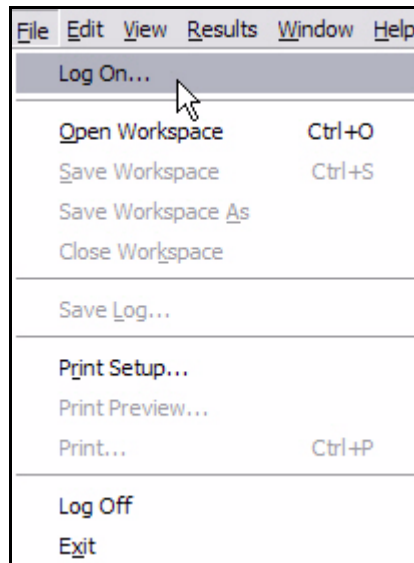 File Edit View Results Window Help
Log On...
Open Workspace Ctrl+O
Save Workspace Ctrl+S
Save Workspace As
Close Workspace
Save Log...
Print Setup...
Print Preview...
Print... Ctrl+P
Log Off
Exit